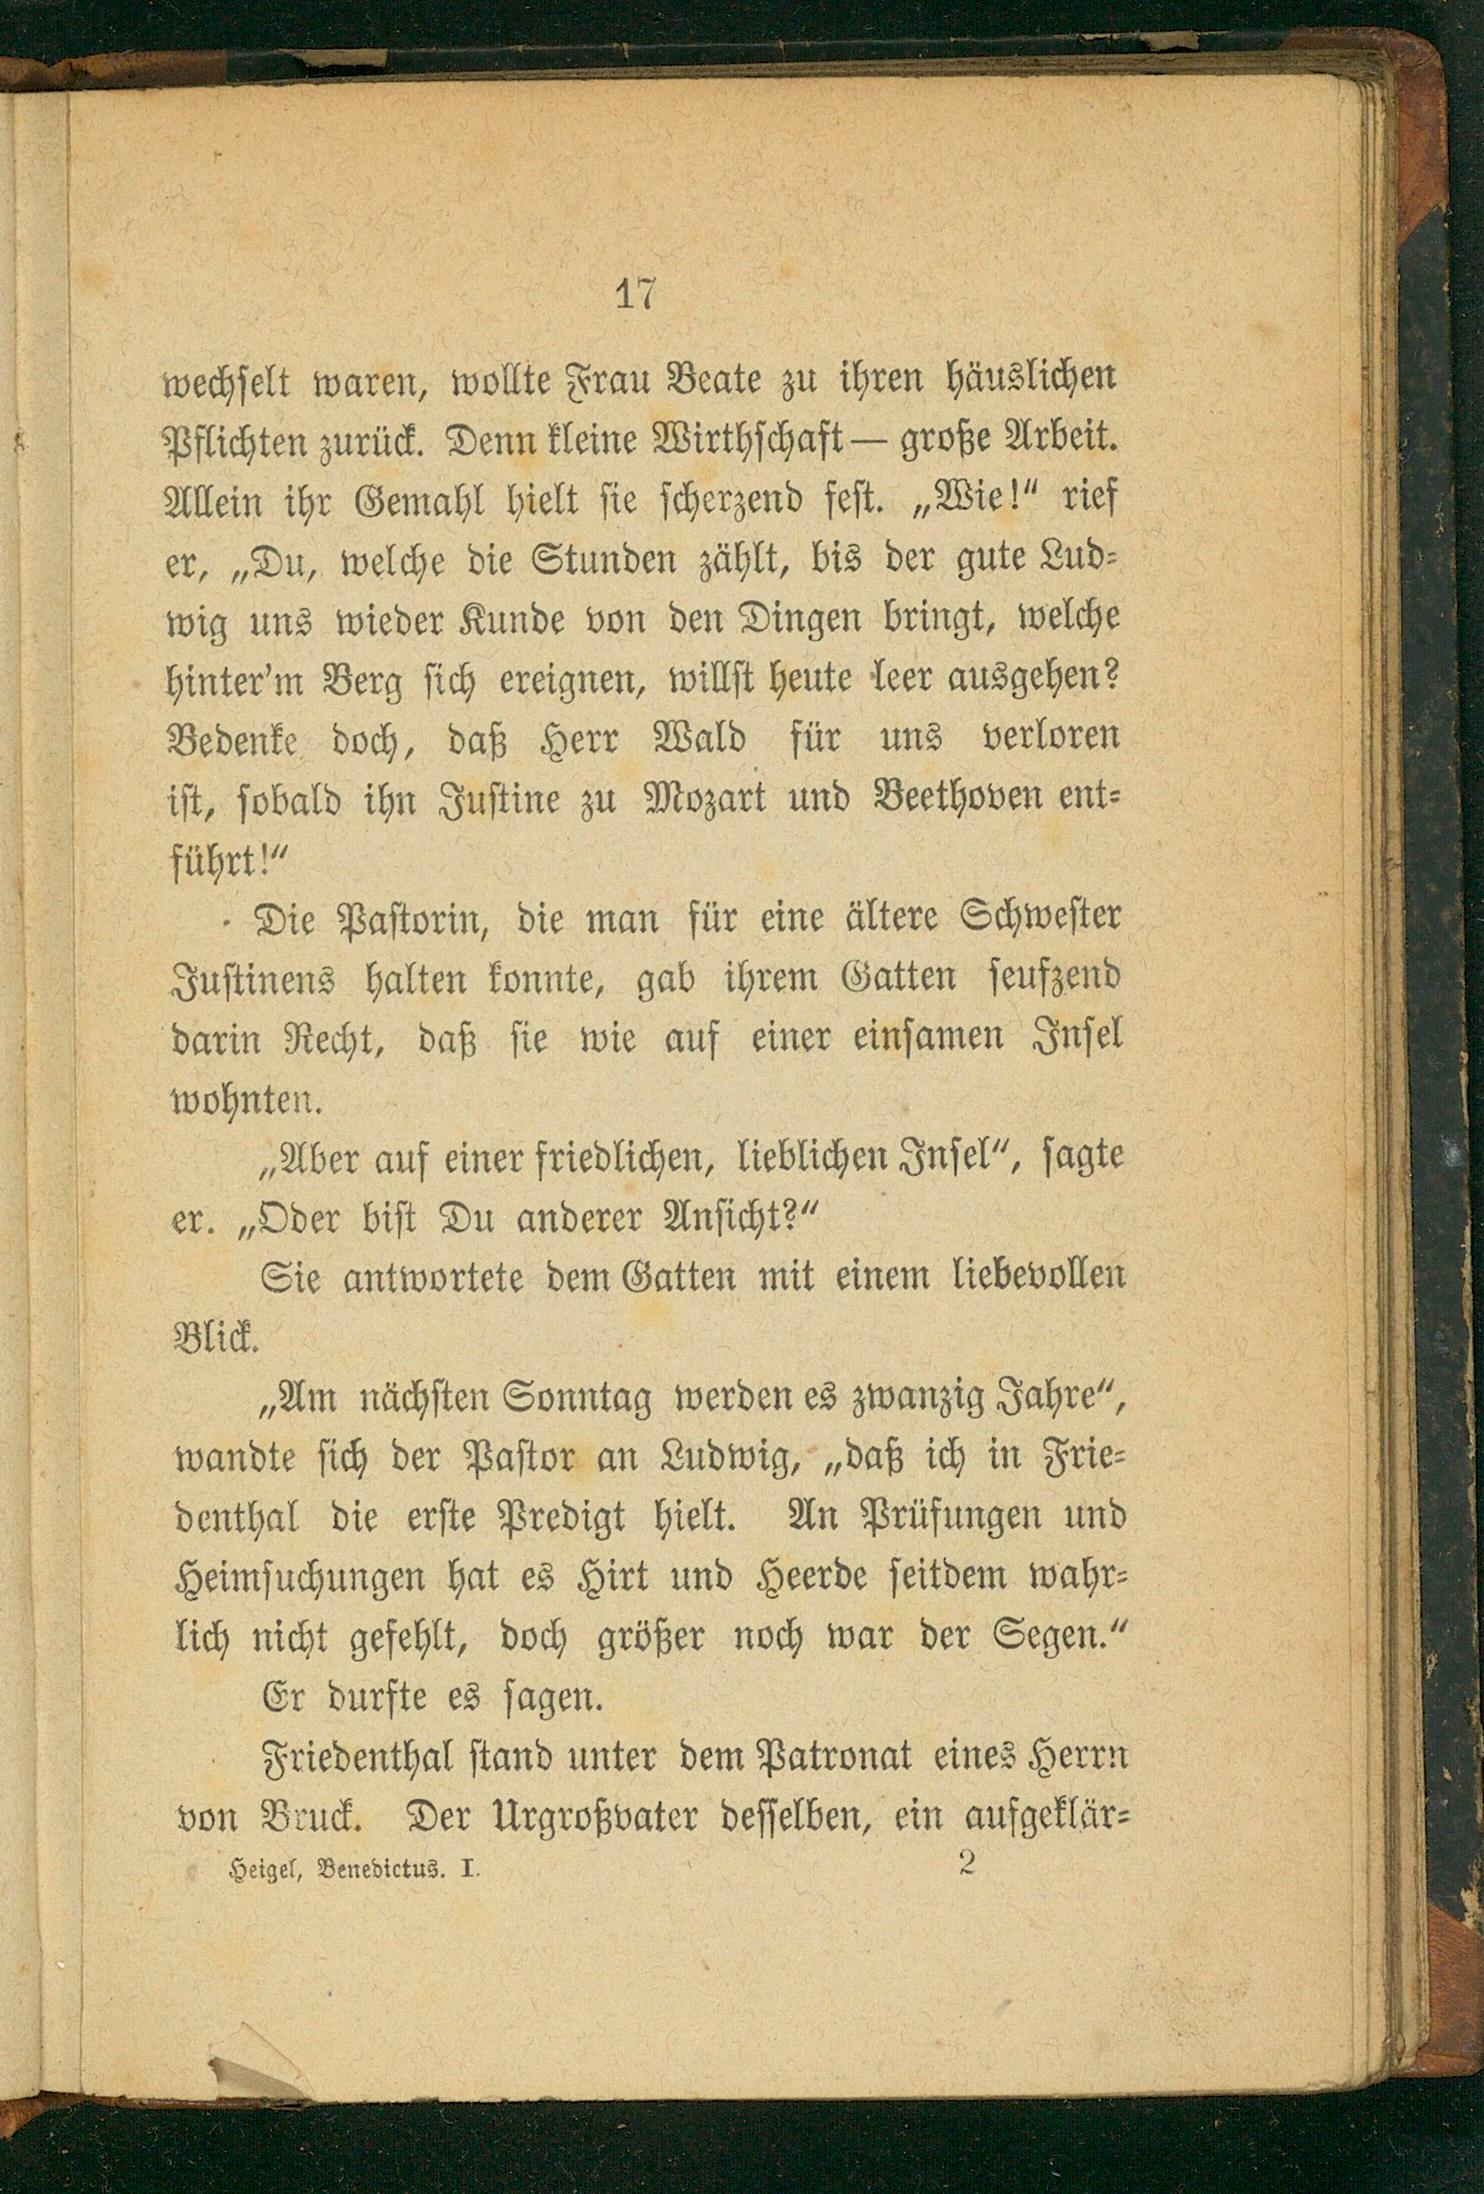 17
wechselt waren, wollte Frau Beate zu ihren häuslichen
Pflichten zurück. Denn kleine Wirthschaft — große Arbeit.
Allein ihr Gemahl hielt sie scherzend fest. „Wie!“ rief
er, „Du, welche die Stunden zählt, bis der gute Lud-
wig uns wieder Kunde von den Dingen bringt, welche
hinter'm Berg sich ereignen, willst heute leer ausgehen?
Bedenke doch, daß Herr Wald für uns verloren
ist, sobald ihn Justine zu Mozart und Beethoven ent-
führt!“
Die Pastorin, die man für eine ältere Schwester
Justinens halten konnte, gab ihrem Gatten seufzend
darin Recht, daß sie wie auf einer einsamen Insel
wohnten.
„Aber auf einer friedlichen, lieblichen Insel“, sagte
er. „Oder bist Du anderer Ansicht?“
Sie antwortete dem Gatten mit einem liebevollen
Blick.
„Am nächsten Sonntag werden es zwanzig Jahre“,
wandte sich der Pastor an Ludwig, „daß ich in Frie-
denthal die erste Predigt hielt. An Prüfungen und
Heimsuchungen hat es Hirt und Heerde seitdem wahr-
lich nicht gefehlt, doch größer noch war der Segen.“
Er durfte es sagen.
Friedenthal stand unter dem Patronat eines Herrn
von Bruck. Der Urgroßvater desselben, ein aufgeklär-
Heigel, Benedictus. I. 2